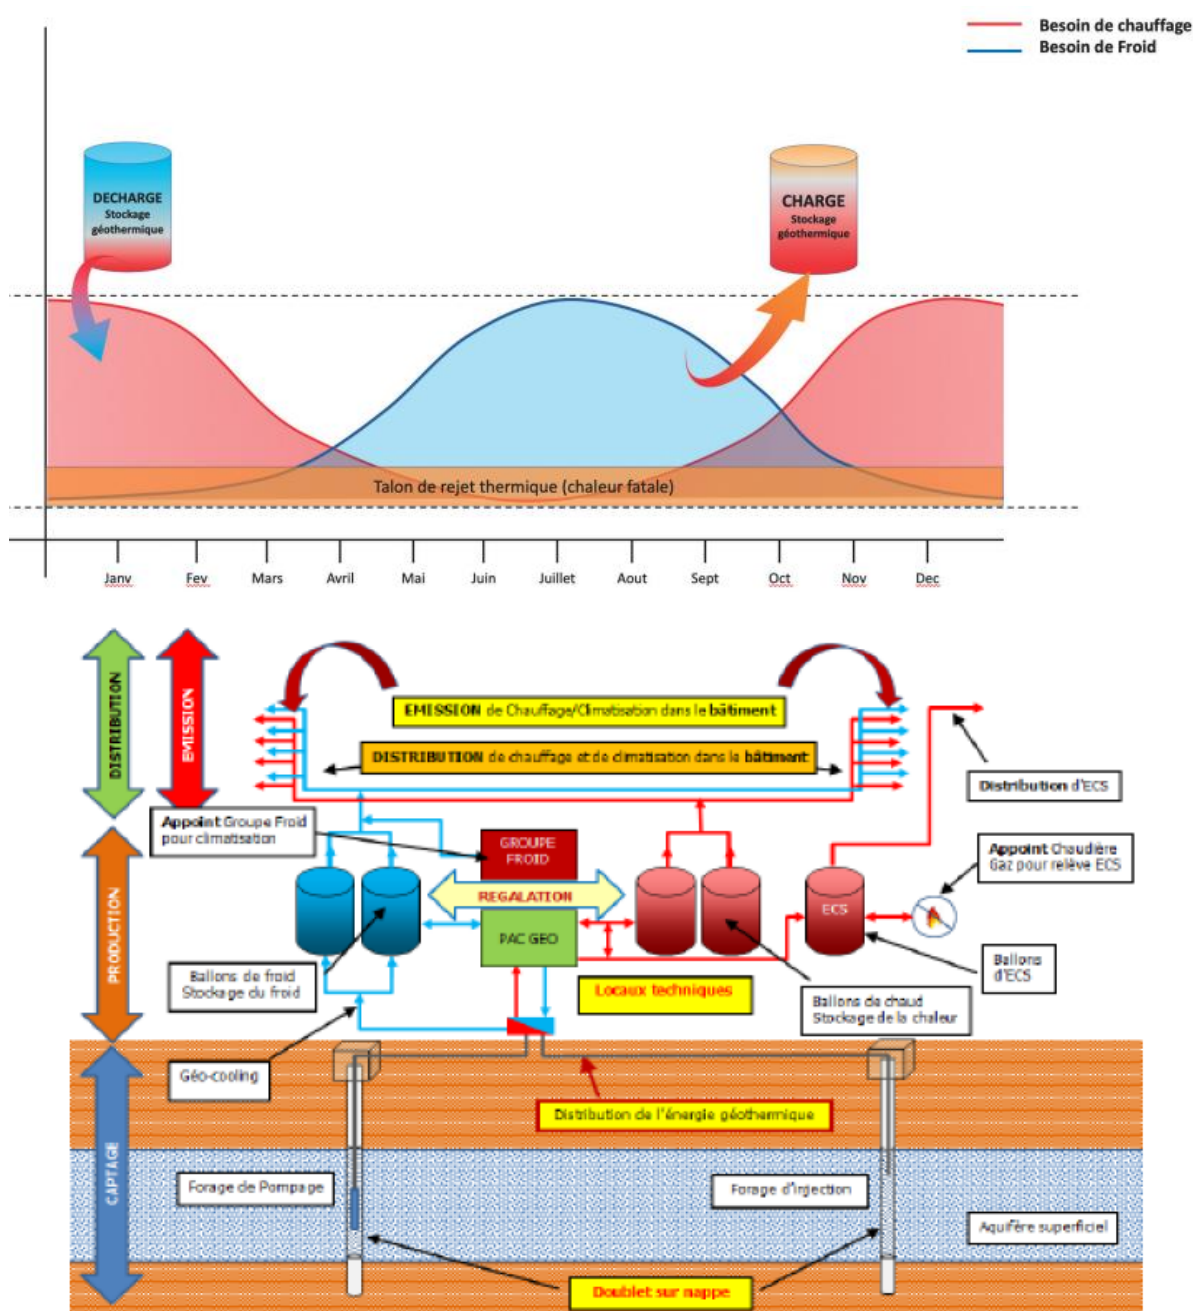 Besoin de chauffage
Besoin de Froid
DECHARGE
Stockage
géothermique
CHARGE
Stockage
géothermique
Talon de rejet thermique (chaleur fatale)
Janv
Fev
Mars
Avril
Mai
Juin
Juillet
Aout
Sept
Oct
Nov
Dec
DISTRIBUTION
EMISSION
EMISSION de Chauffage/Climatisation dans le bâtiment
DISTRIBUTION de chauffage et de climatisation dans le bâtiment
Distribution d'ECS
Appoint Groupe Froid
pour climatisation
GROUPE
FROID
Appoint Chaudière
Gaz pour relève ECS
PRODUCTION
REGALATION
ECS
PAC GEO
Ballons de froid
Stockage du froid
Locaux techniques
Ballons de chaud
Stockage de la chaleur
Ballons
d'ECS
Géo-cooling
Distribution de l'énergie géothermique
CAPTAGE
Forage de Pompage
Forage d'injection
Aquifère superficiel
Doublet sur nappe